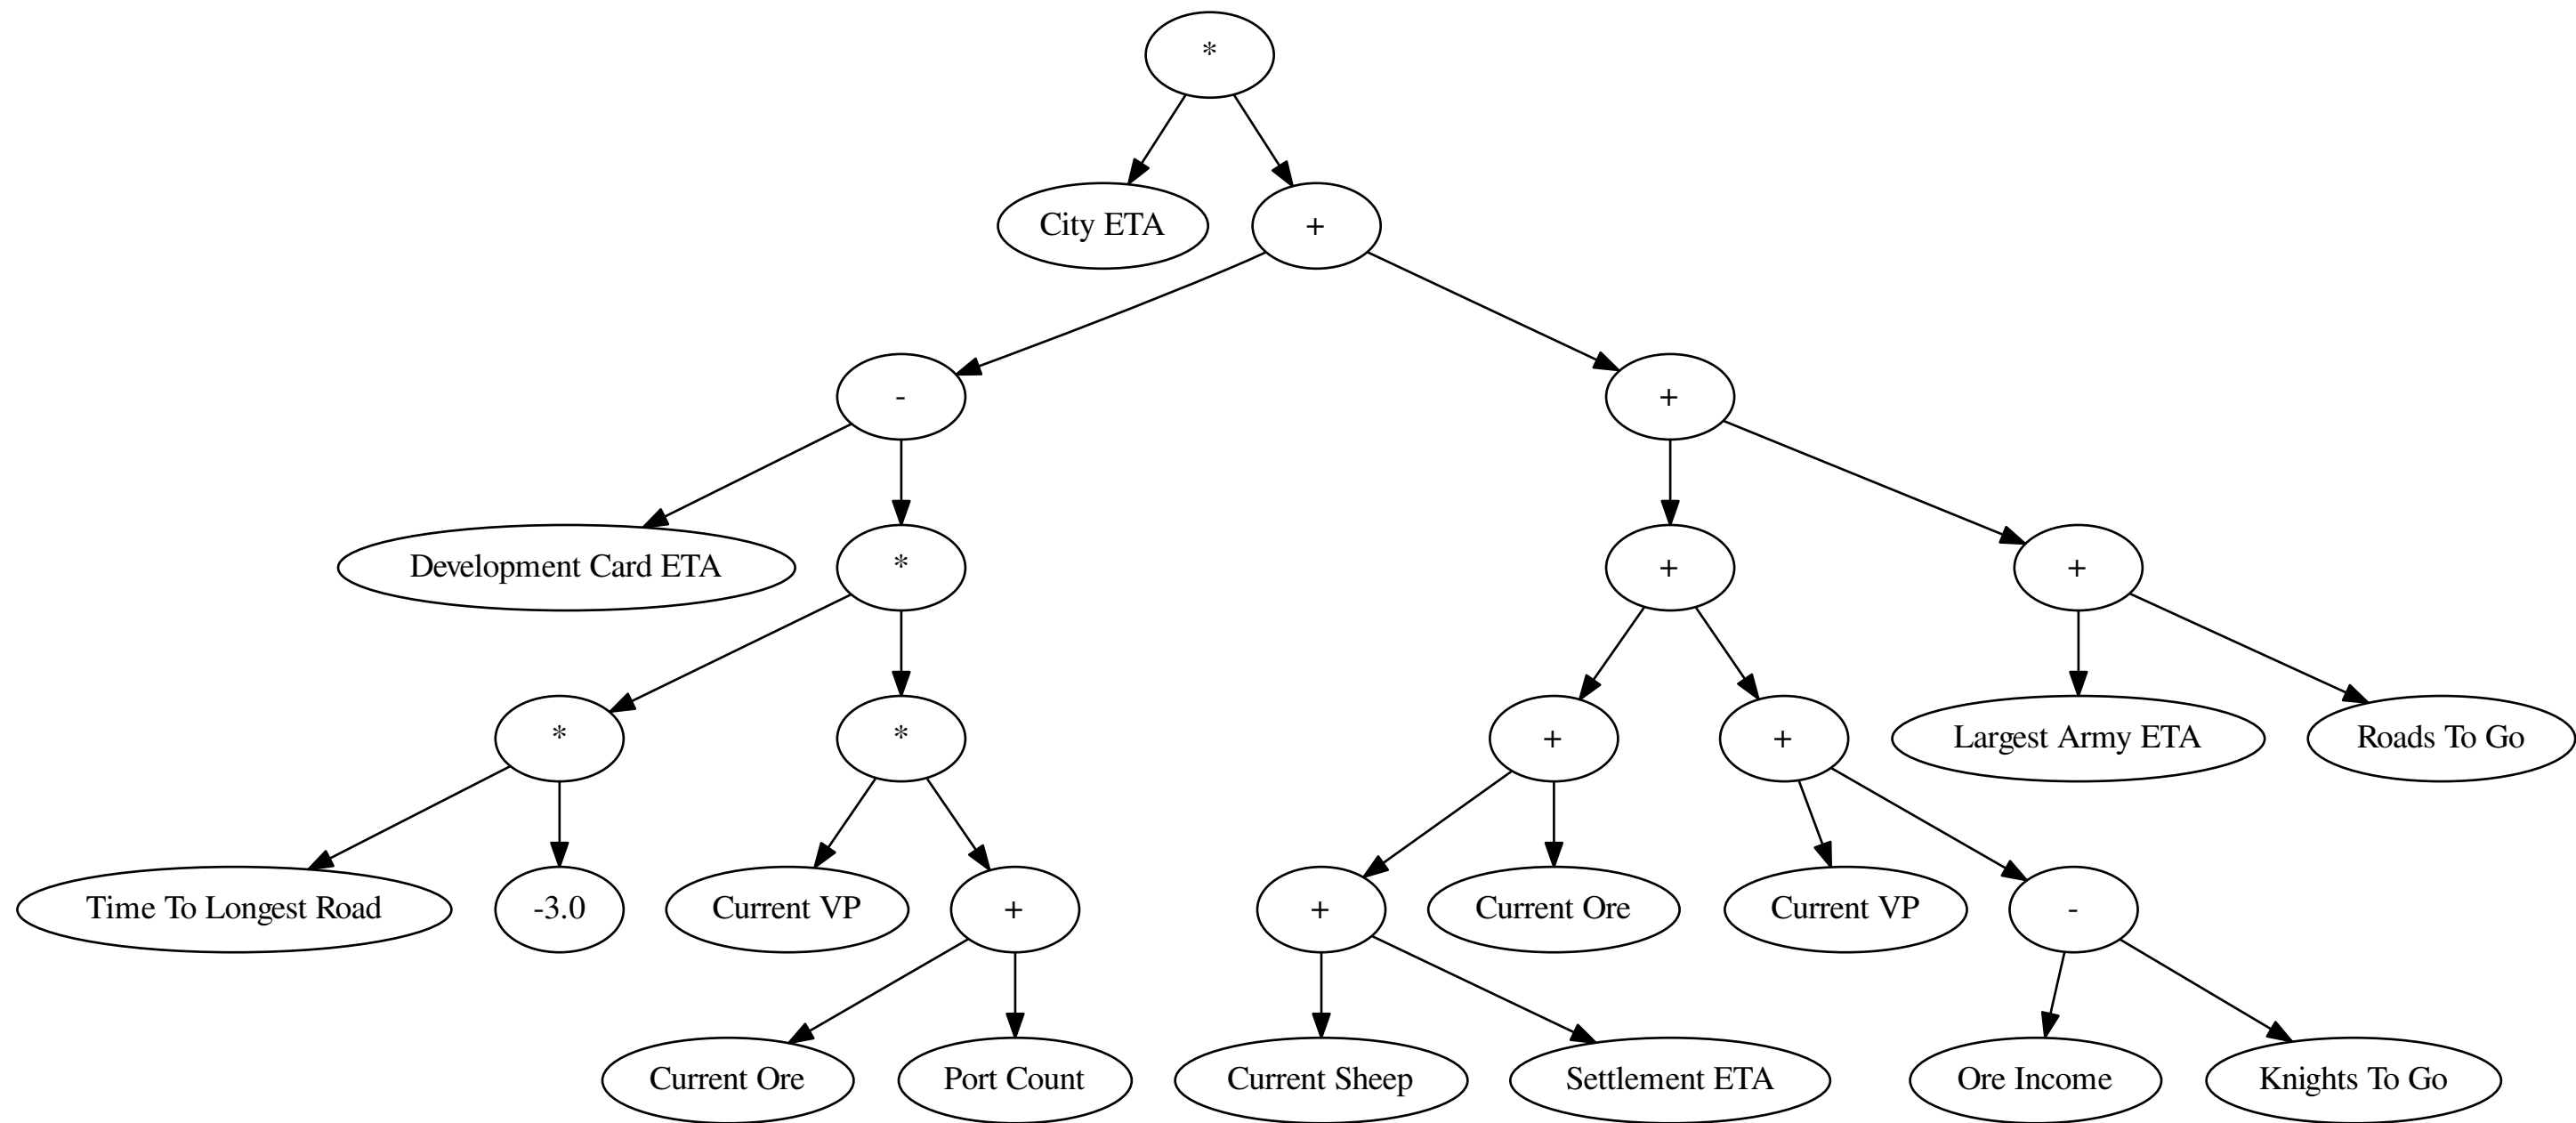 *
City ETA
+
-
+
Development Card ETA
*
+
+
*
*
+
+
Largest Army ETA
Roads To Go
Time To Longest Road
-3.0
Current VP
+
+
Current Ore
Current VP
-
Current Ore
Port Count
Current Sheep
Settlement ETA
Ore Income
Knights To Go